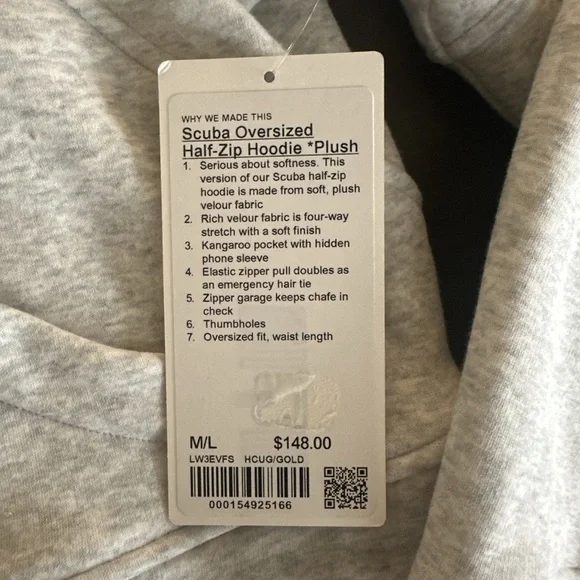 WHY WE MADE THIS
Scuba Oversized
Half-Zip Hoodie *Plush
1. Serious about softness. This
version of our Scuba half-zip
hoodie is made from soft, plush
velour fabric
2. Rich velour fabric is four-way
stretch with a soft finish
3. Kangaroo pocket with hidden
phone sleeve
4. Elastic zipper pull doubles as
an emergency hair tie
5. Zipper garage keeps chafe in
check
6. Thumbholes
7. Oversized fit, waist length
M/L $148.00
LW3EVFS HCUG/GOLD
000154925166